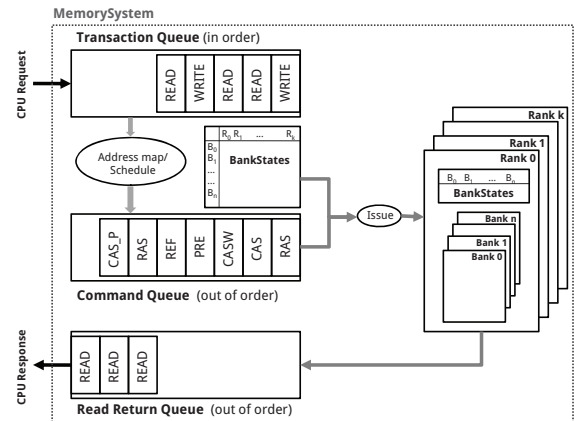 MemorySystem
Transaction Queue (in order)
CPU Request
READ
WRITE
READ
READ
WRITE
Address map/
Schedule
R0 R1 ... Rk
B0
B1
...
...
Bn
BankStates
CAS_P
RAS
REF
PRE
CASW
CAS
RAS
Command Queue (out of order)
Issue
Rank k
Rank 1
Rank 0
B0 B1 ... Bn
BankStates
Bank n
Bank 1
Bank 0
CPU Response
READ
READ
READ
Read Return Queue (out of order)